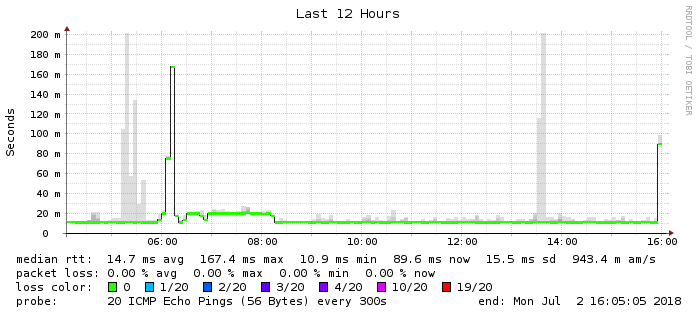 Last 12 Hours
RRDTOOL / TOBI OETIKER
Seconds
200 m
180 m
160 m
140 m
120 m
100 m
80 m
60 m
40 m
20 m
0
06:00 08:00 10:00 12:00 14:00 16:00
median rtt: 14.7 ms avg 167.4 ms max 10.9 ms min 89.6 ms now 15.5 ms sd 943.4 m am/s
packet loss: 0.00 % avg 0.00 % max 0.00 % min 0.00 % now
loss color: 0 1/20 2/20 3/20 4/20 10/20 19/20
probe: 20 ICMP Echo Pings (56 Bytes) every 300s end: Mon Jul 2 16:05:05 2018